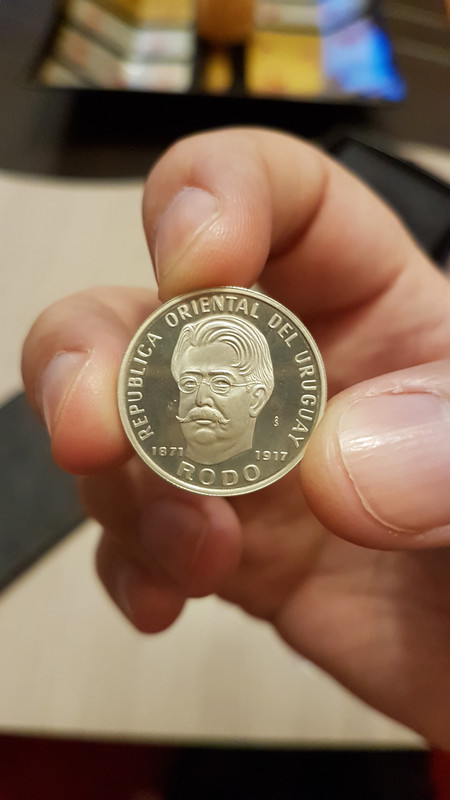 REPUBLICA ORIENTAL DEL URUGUAY
1871 1917
RODO